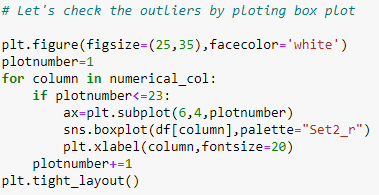 # Let's check the outliers by ploting box plot
plt.figure(figsize=(25,35),facecolor='white')
plotnumber=1
for column in numerical_col:
    if plotnumber<=23:
        ax=plt.subplot(6,4,plotnumber)
        sns.boxplot(df[column],palette="Set2_r")
        plt.xlabel(column,fontsize=20)
    plotnumber+=1
plt.tight_layout()